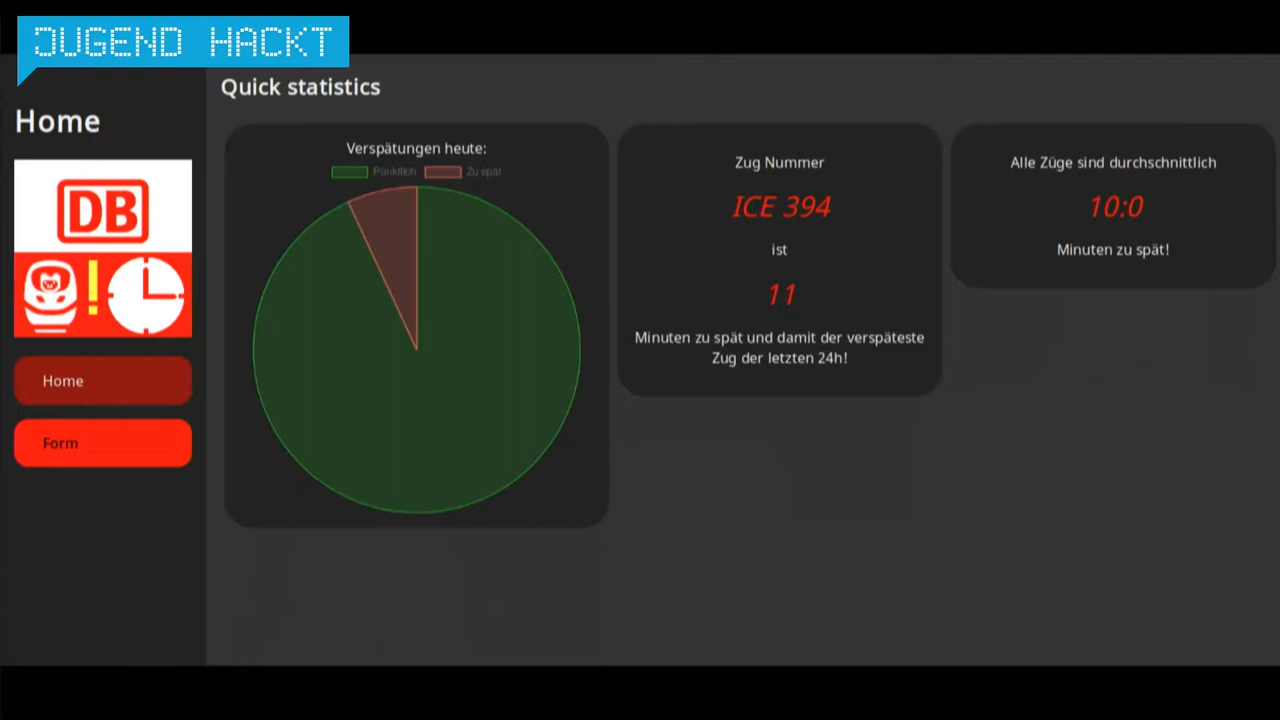 JUGEND HACKT
Home
DB
!
Home
Form
Quick statistics
Verspätungen heute:
Pünktlich
Zu spät
Zug Nummer
ICE 394
ist
11
Minuten zu spät und damit der verspäteste
Zug der letzten 24h!
Alle Züge sind durchschnittlich
10:0
Minuten zu spät!